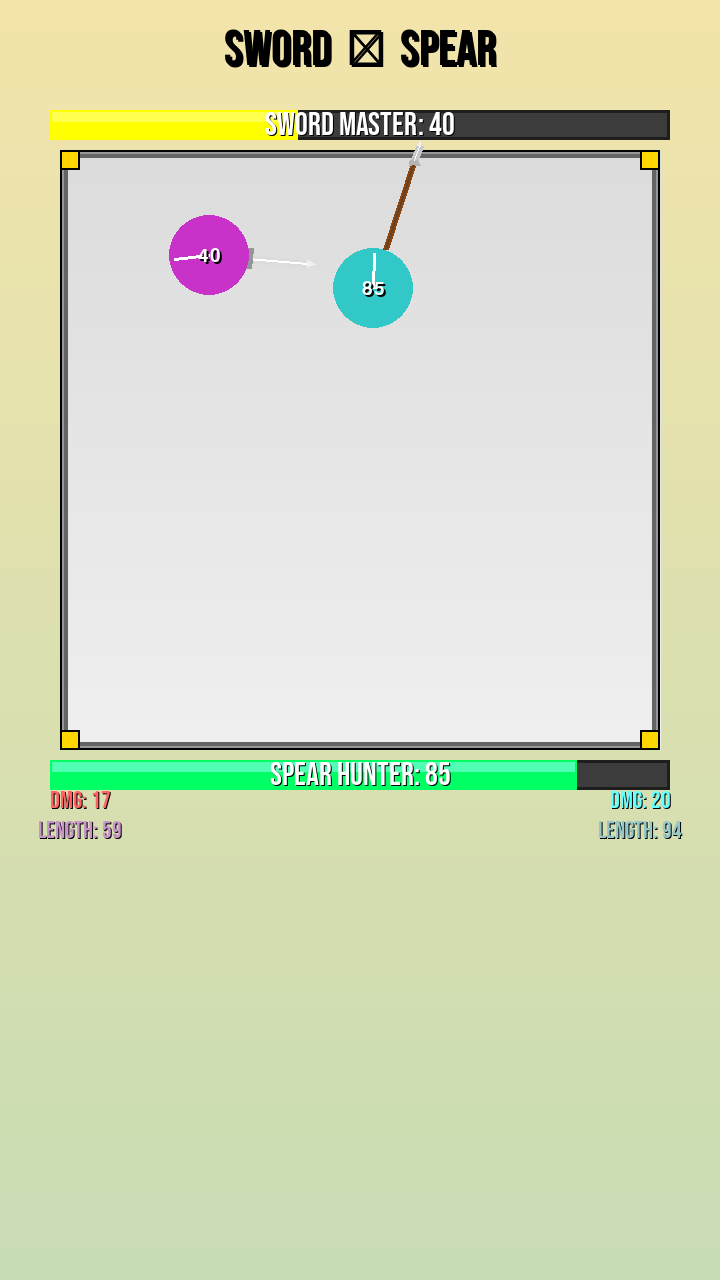 SWORD SPEAR
SWORD MASTER: 40
40
85
SPEAR HUNTER: 85
DMG: 17
DMG: 20
LENGTH: 59
LENGTH: 94